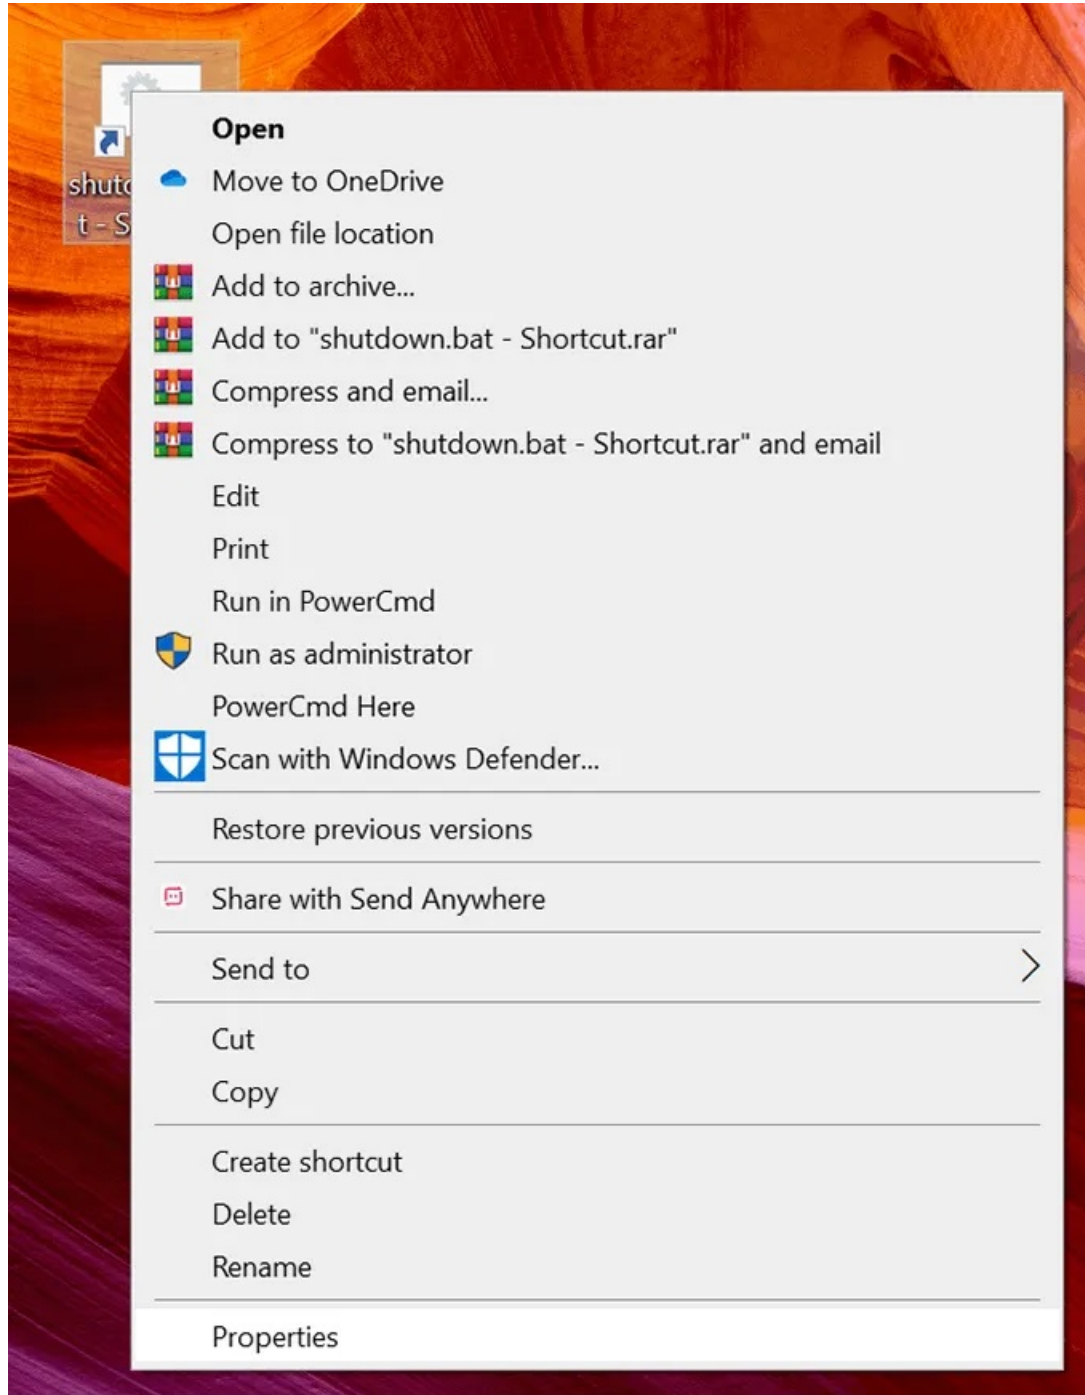 Open
Move to OneDrive
Open file location
Add to archive...
Add to "shutdown.bat - Shortcut.rar"
Compress and email...
Compress to "shutdown.bat - Shortcut.rar" and email
Edit
Print
Run in PowerCmd
Run as administrator
PowerCmd Here
Scan with Windows Defender...
Restore previous versions
Share with Send Anywhere
Send to
Cut
Copy
Create shortcut
Delete
Rename
Properties